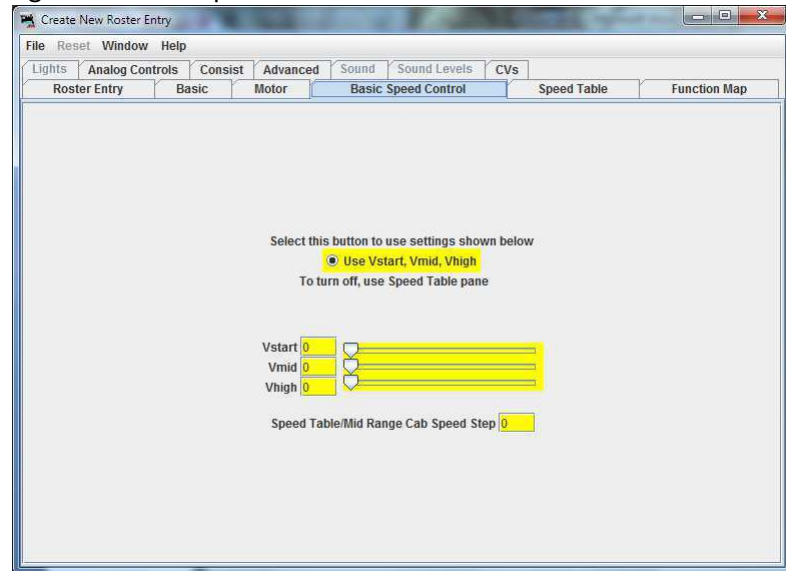 Create New Roster Entry
File Reset Window Help
Lights Analog Controls Consist Advanced Sound Sound Levels CVs
Roster Entry Basic Motor Basic Speed Control Speed Table Function Map
Select this button to use settings shown below
Use Vstart, Vmid, Vhigh
To turn off, use Speed Table pane
Vstart 0
Vmid 0
Vhigh 0
Speed Table/Mid Range Cab Speed Step 0